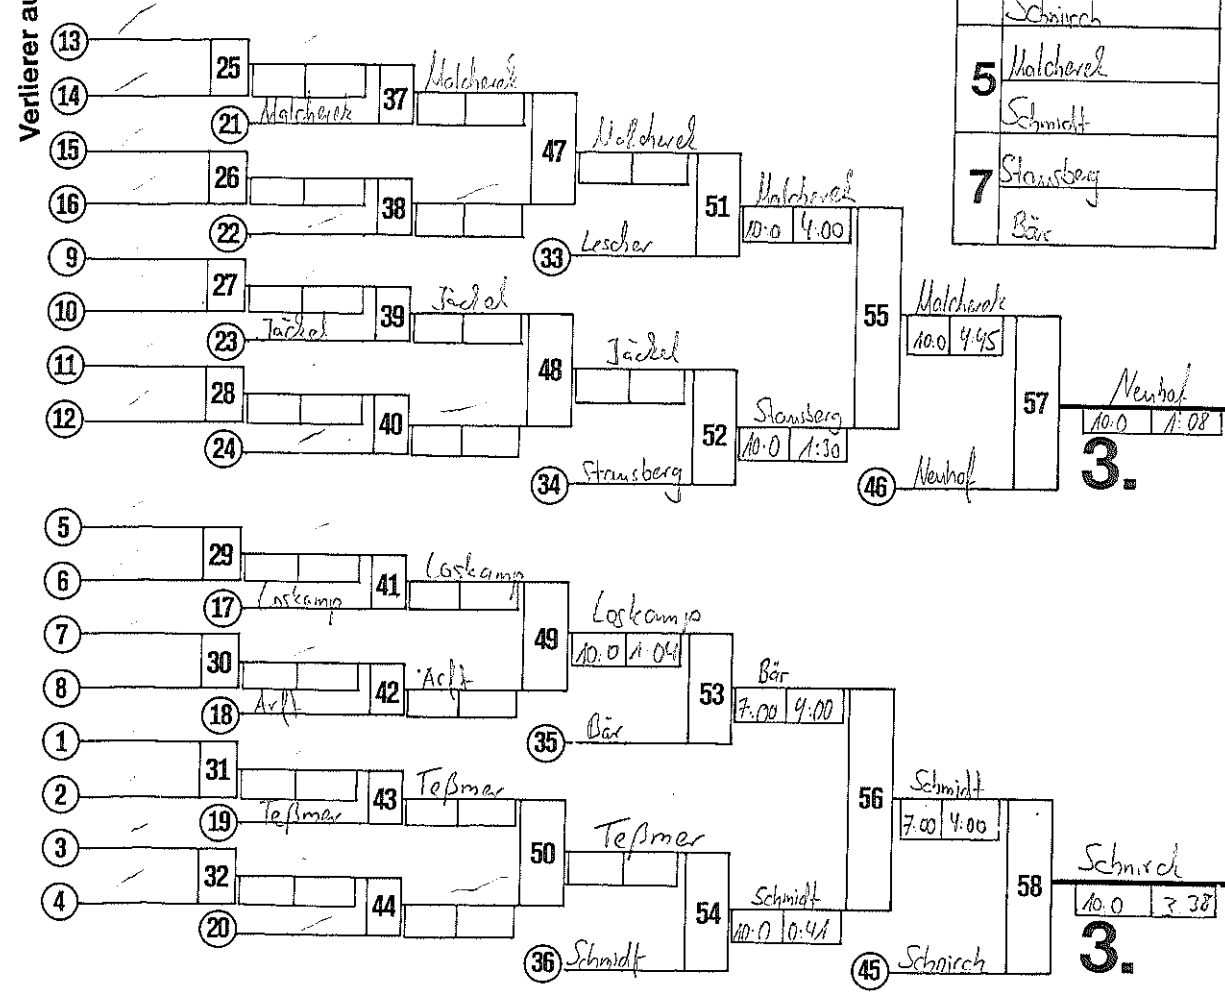 Verlierer au
Schnirch
5
Malcherek
Schmidt
7
Stausberg
Bär
13
25
14
21
Malcherek
37
Malcherek
47
Malcherek
15
26
16
22
38
33
Lescher
51
Malcherek
10:0 4:00
9
27
10
23
Jäckel
39
Jäckel
48
Jäckel
55
Malcherek
10:0 4:45
11
28
12
24
40
34
Strausberg
52
Stausberg
10:0 1:30
46
Neuhof
57
Neuhof
10:0 1:08
3.
5
29
6
17
Loskamp
41
Loskamp
49
Loskamp
10:0 1:04
7
30
8
18
Arft
42
Arft
35
Bär
53
Bär
7:00 4:00
1
31
2
19
Teßmer
43
Teßmer
50
Teßmer
56
Schmidt
7:00 4:00
3
32
4
20
44
36
Schmidt
54
Schmidt
10:0 0:41
45
Schnirch
58
Schnirch
10:0 3:38
3.